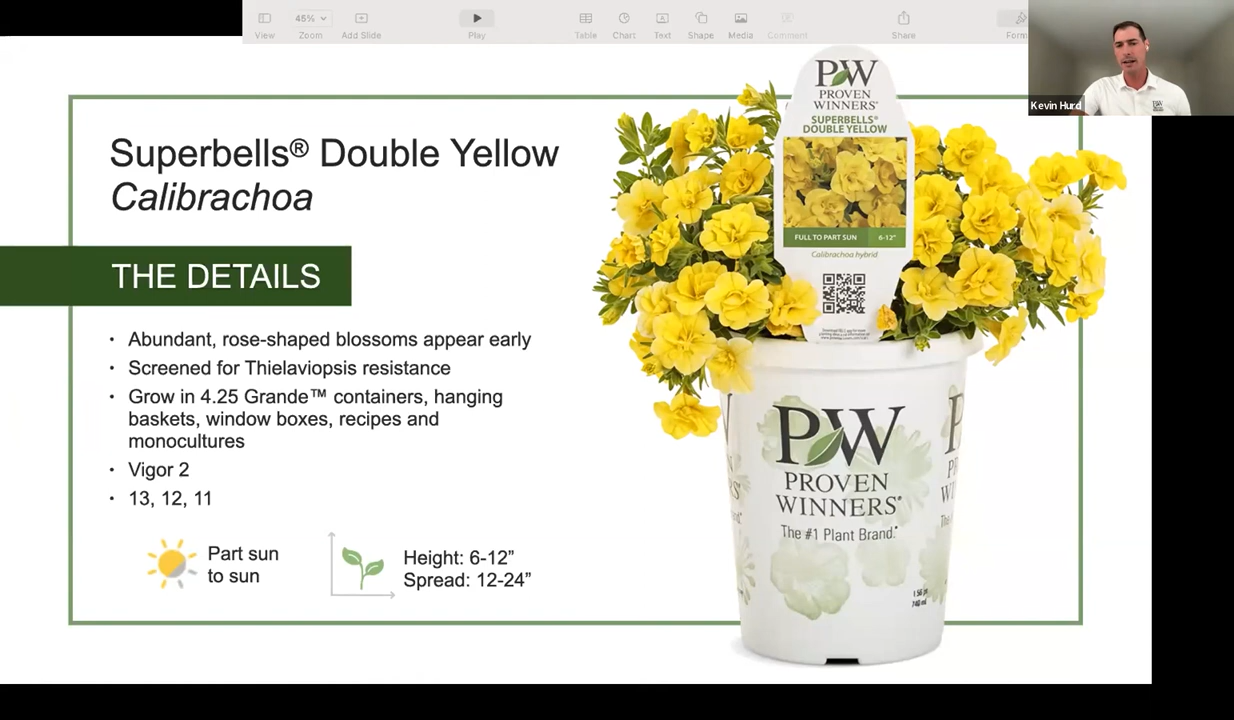 45%
View
Zoom
Add Slide
Play
Table
Chart
Text
Shape
Media
Comment
Share
Form
Kevin Hurd
Superbells® Double Yellow
Calibrachoa
THE DETAILS
· Abundant, rose-shaped blossoms appear early
· Screened for Thielaviopsis resistance
· Grow in 4.25 Grande™ containers, hanging
baskets, window boxes, recipes and
monocultures
· Vigor 2
· 13, 12, 11
Part sun
to sun
Height: 6-12”
Spread: 12-24”
PW
PROVEN
WINNERS®
SUPERBELLS®
DOUBLE YELLOW
FULL TO PART SUN
6-12"
Calibrachoa hybrid
PW
PROVEN
WINNERS®
The #1 Plant Brand.®